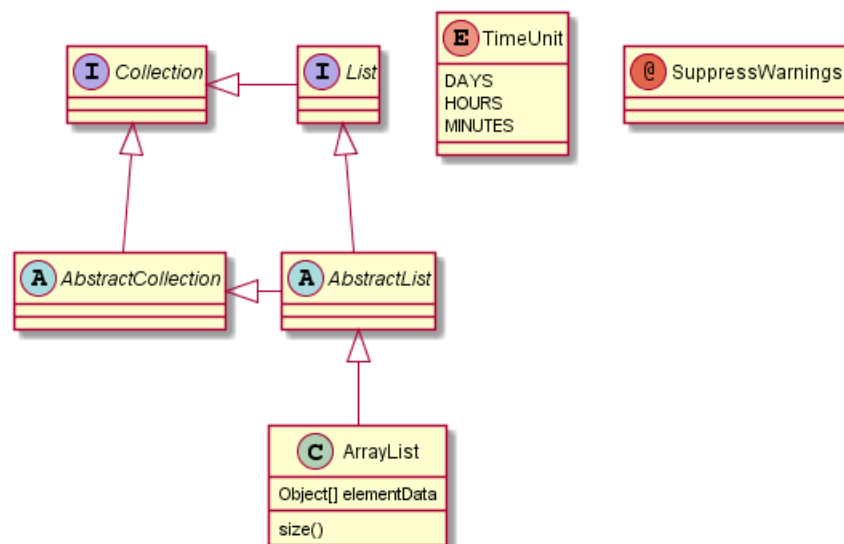 I Collection
I List
E TimeUnit
DAYS
HOURS
MINUTES
@ SuppressWarnings
A AbstractCollection
A AbstractList
C ArrayList
Object[] elementData
size()